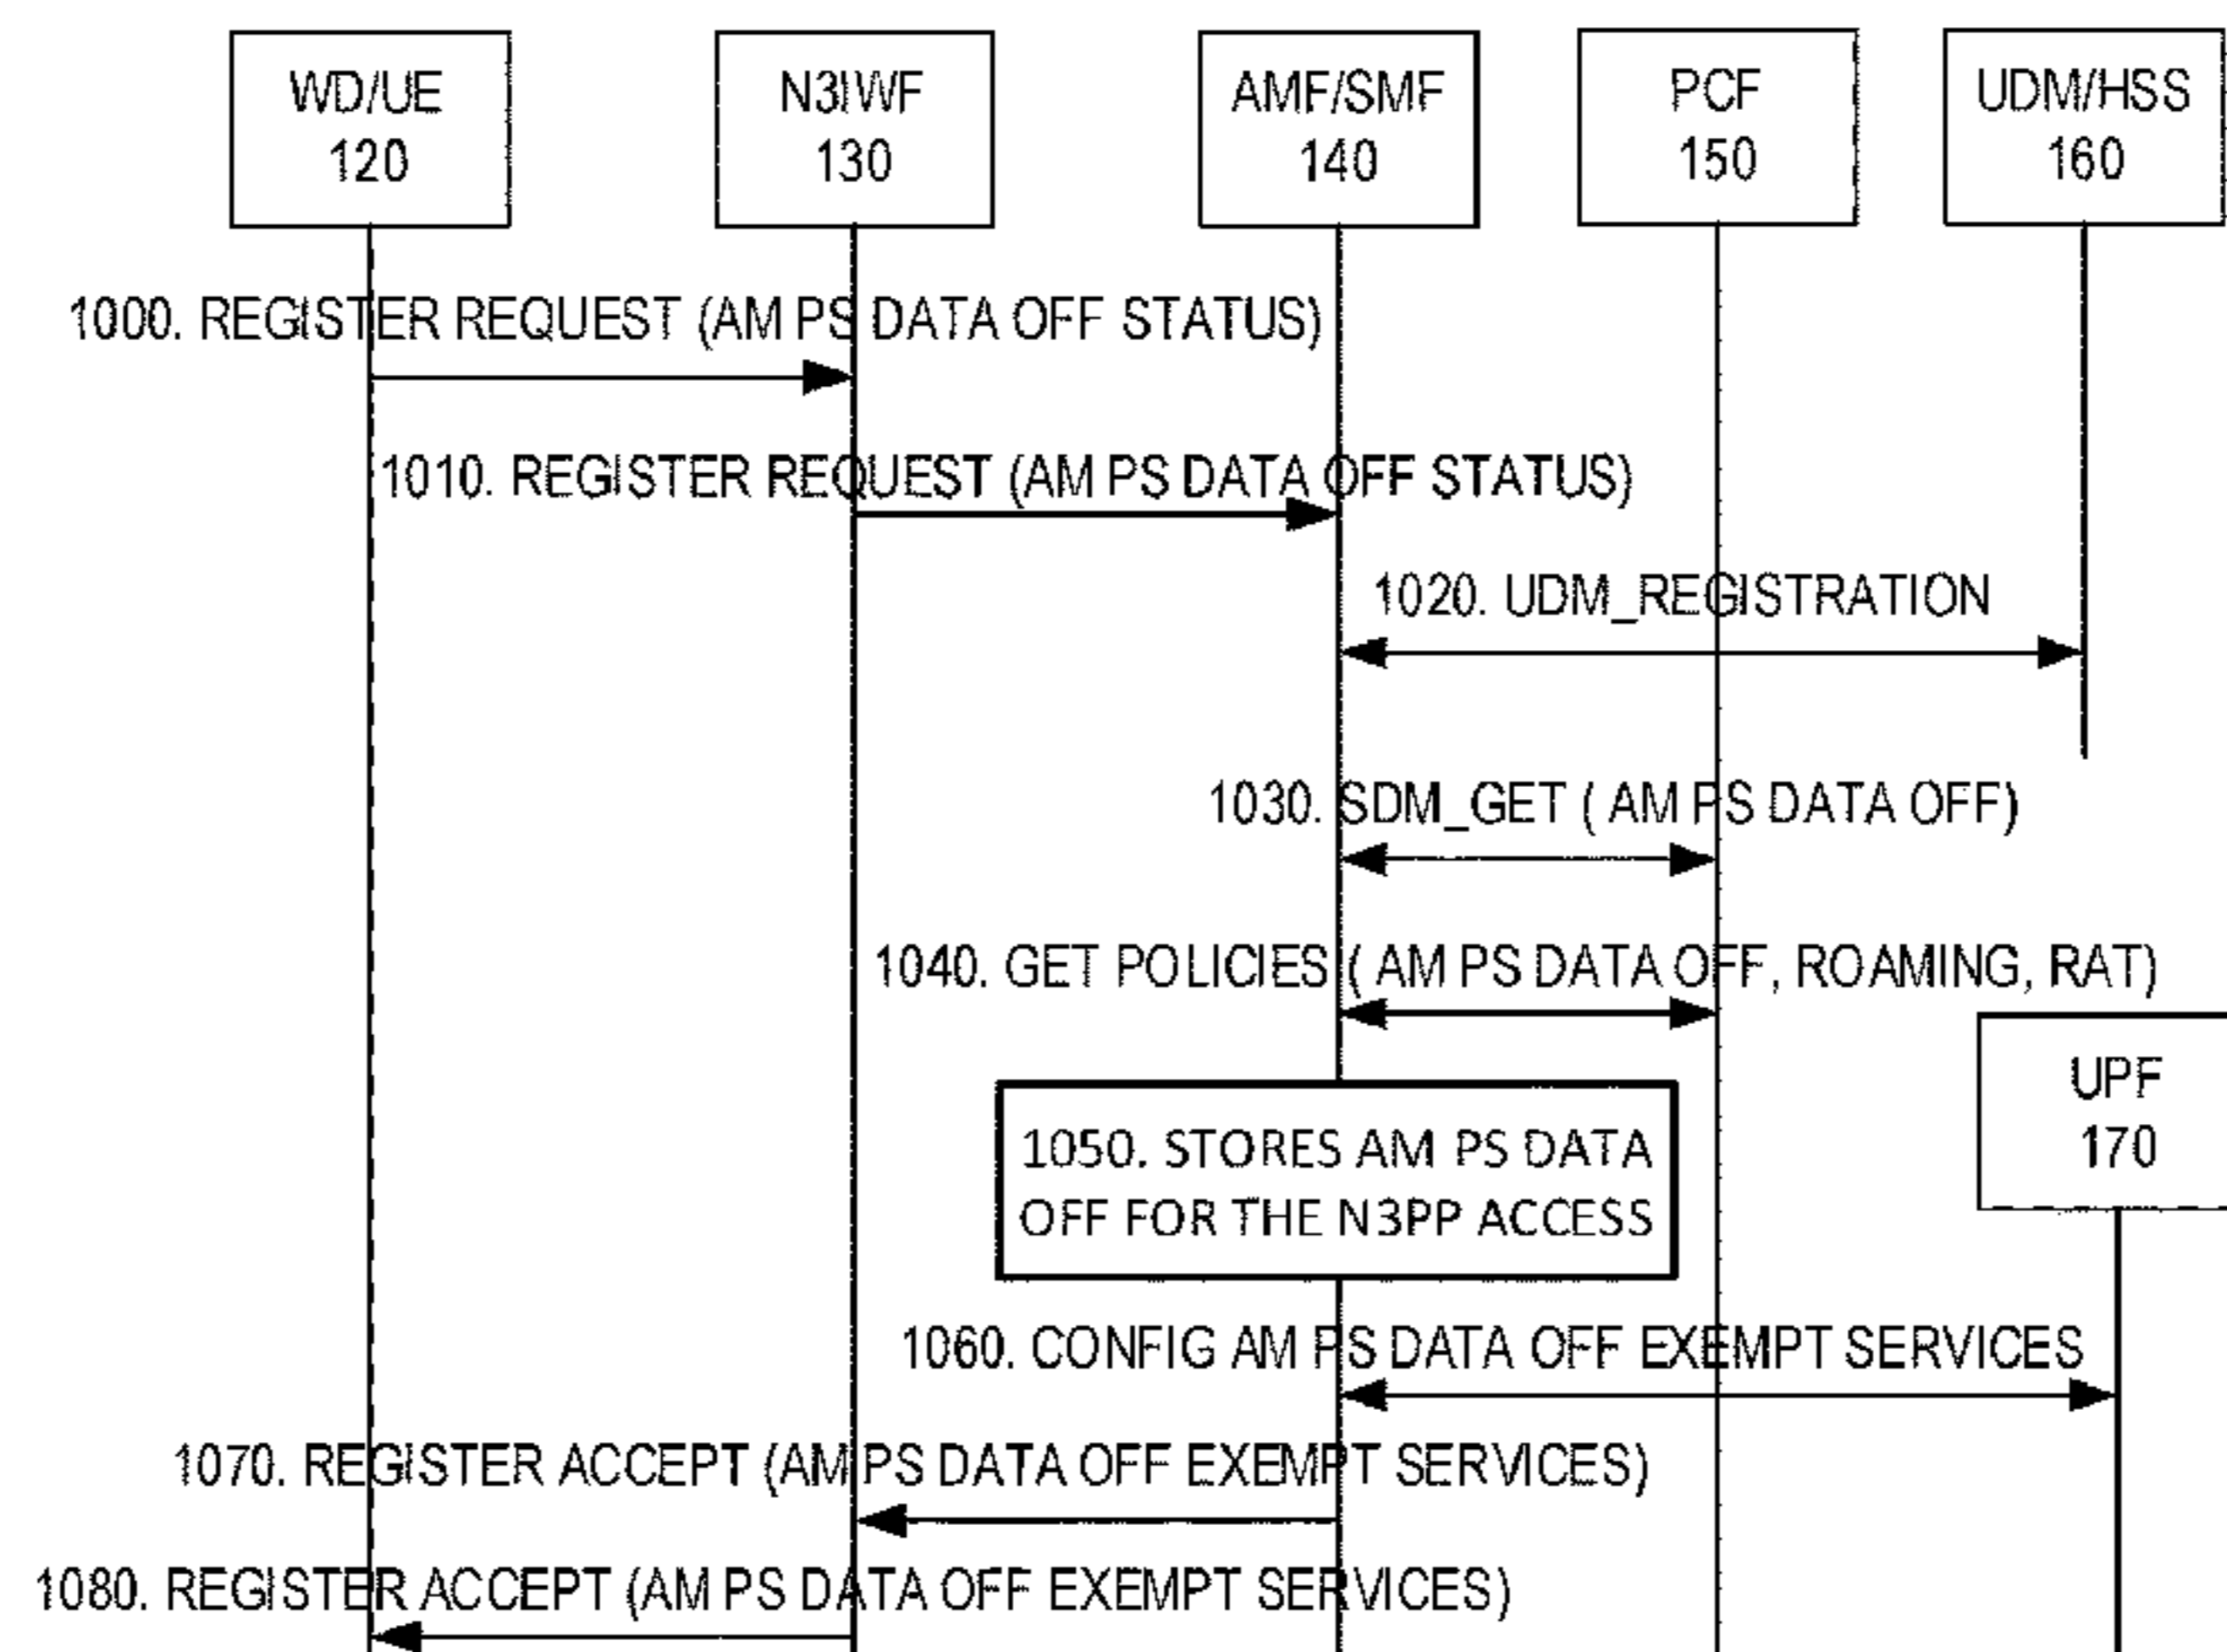 WD/UE
120
N3IWF
130
AMF/SMF
140
PCF
150
UDM/HSS
160
1000. REGISTER REQUEST (AM PS DATA OFF STATUS)
1010. REGISTER REQUEST (AM PS DATA OFF STATUS)
1020. UDM_REGISTRATION
1030. SDM_GET ( AM PS DATA OFF)
1040. GET POLICIES ( AM PS DATA OFF, ROAMING, RAT)
UPF
170
1050. STORES AM PS DATA
OFF FOR THE N3PP ACCESS
1060. CONFIG AM PS DATA OFF EXEMPT SERVICES
1070. REGISTER ACCEPT (AM PS DATA OFF EXEMPT SERVICES)
1080. REGISTER ACCEPT (AM PS DATA OFF EXEMPT SERVICES)